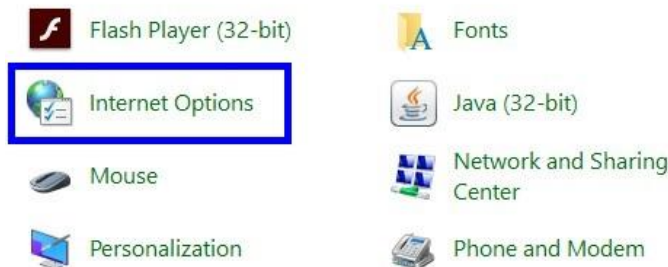 Flash Player (32-bit)
Fonts
Internet Options
Java (32-bit)
Mouse
Network and Sharing
Center
Personalization
Phone and Modem